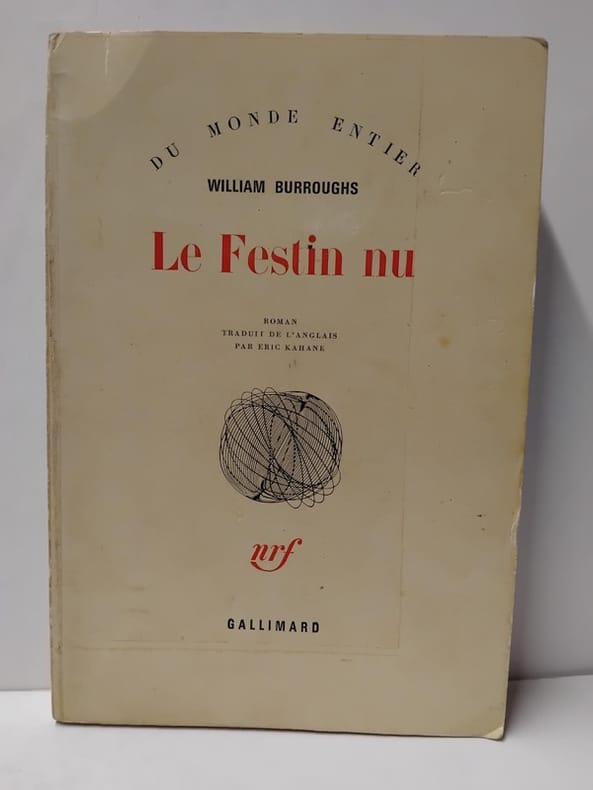 DU MONDE ENTIER
WILLIAM BURROUGHS
Le Festin nu
ROMAN
TRADUIT DE L'ANGLAIS
PAR ERIC KAHANE
nrf
GALLIMARD